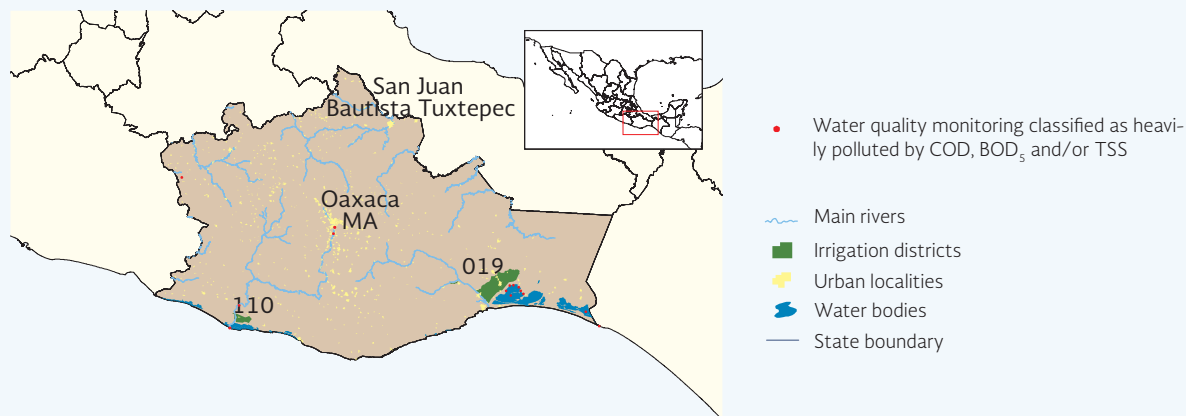 San Juan
Bautista Tuxtepec
Oaxaca
MA
019
110
Water quality monitoring classified as heavi-
ly polluted by COD, BOD₅ and/or TSS
Main rivers
Irrigation districts
Urban localities
Water bodies
State boundary